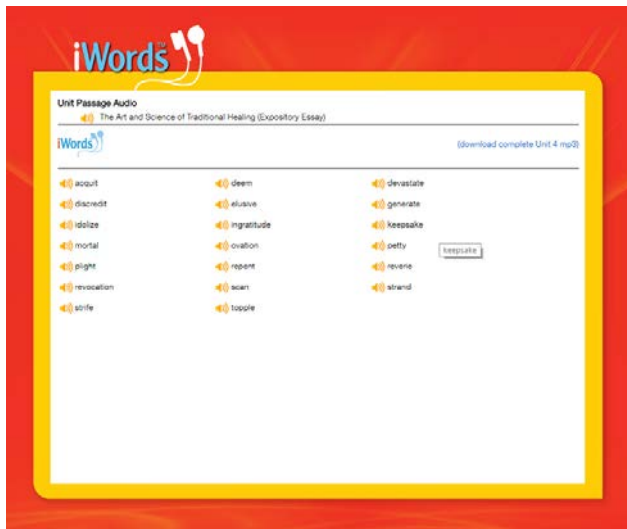 iWords™
Unit Passage Audio
The Art and Science of Traditional Healing (Expository Essay)
iWords
(download complete Unit 4 mp3)
acquit deem devastate
discredit elusive generate
idolize ingratitude keepsake
mortal ovation petty
keepsake
plight repent reverie
revocation scan strand
strife topple